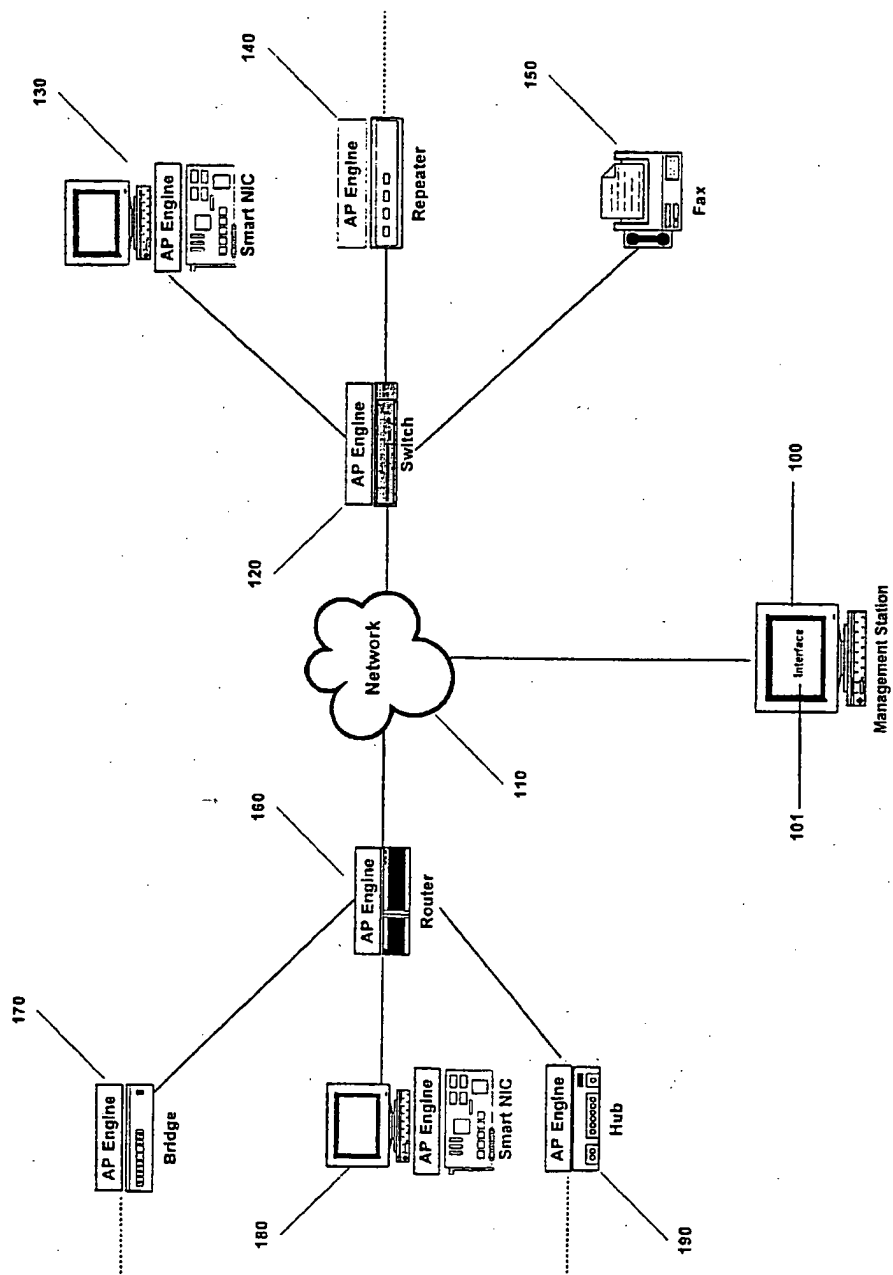 130
AP Engine
Smart NIC
140
AP Engine
Repeater
150
Fax
120
AP Engine
Switch
Network
110
100
Interface
101
Management Station
160
AP Engine
Router
170
AP Engine
Bridge
180
AP Engine
Smart NIC
AP Engine
Hub
190